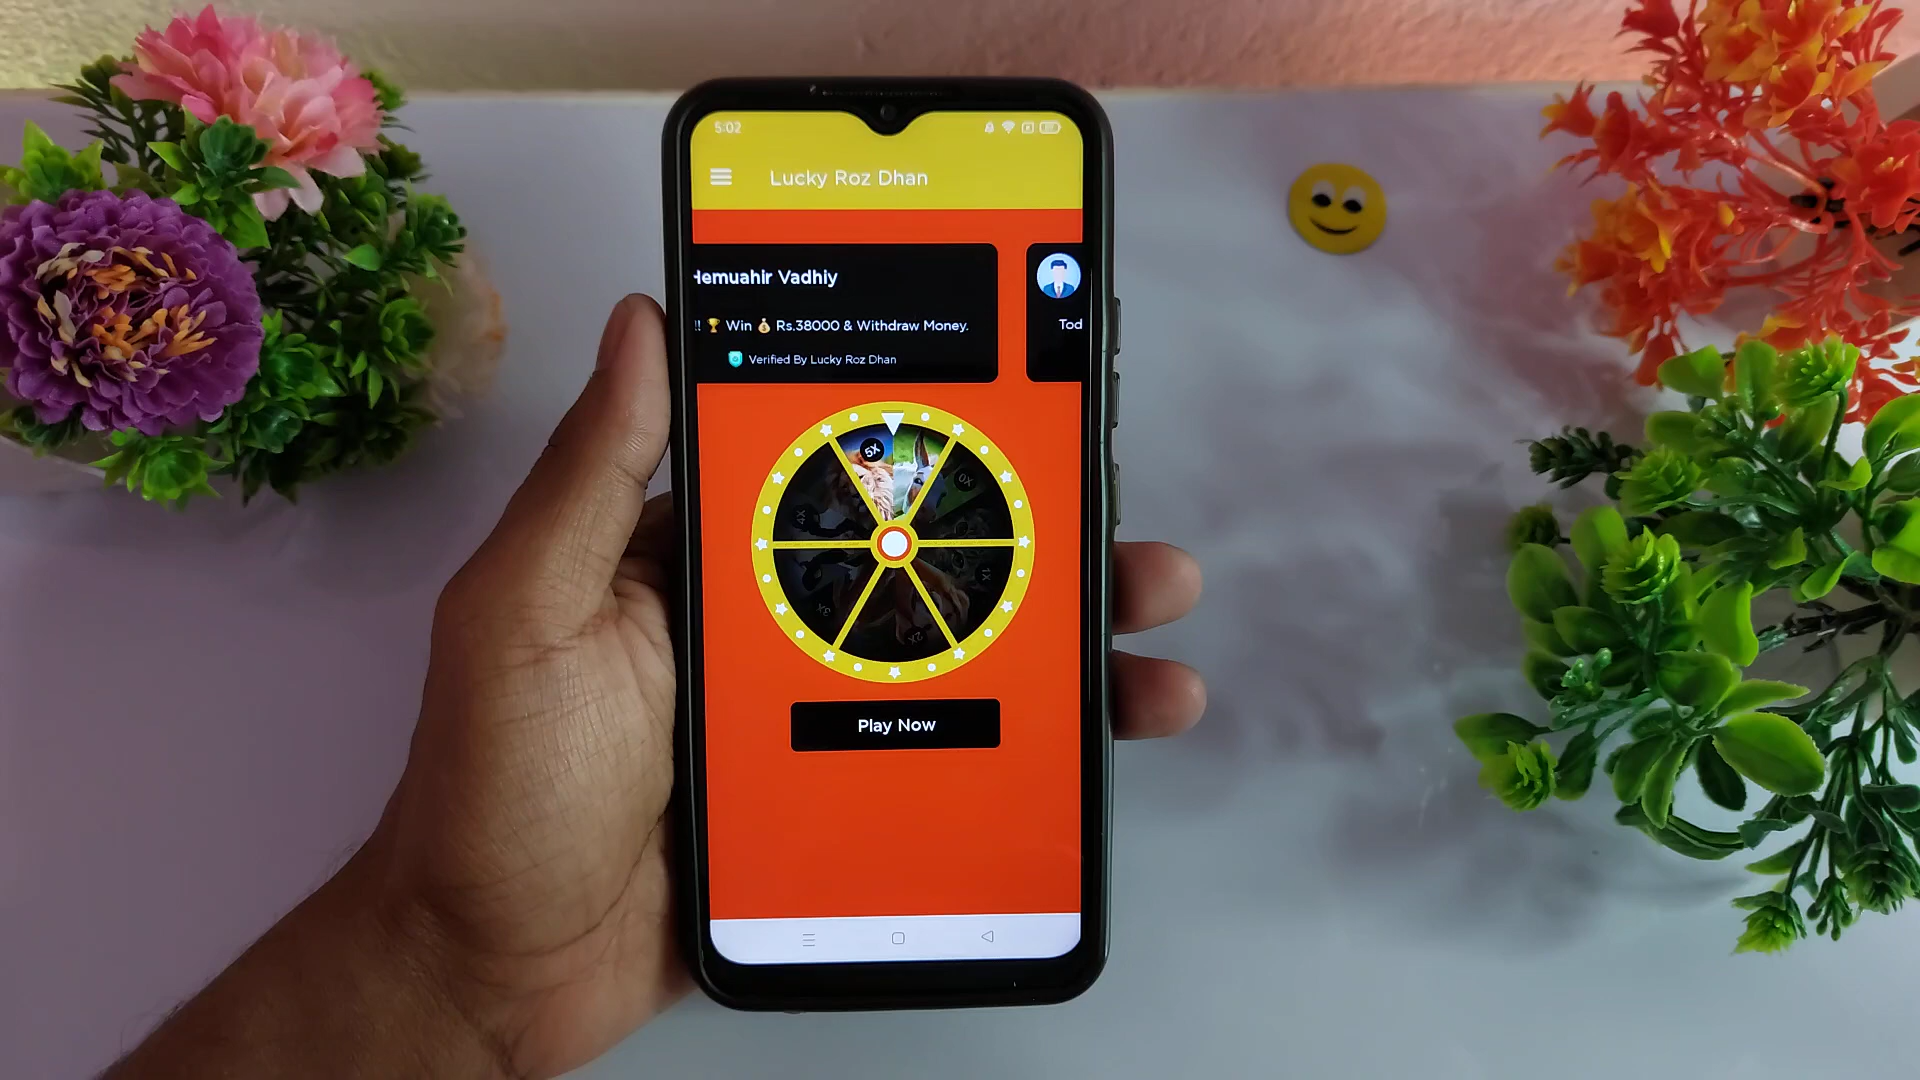 5:02
Lucky Roz Dhan
Hemuahir Vadhiy
!! 🏆 Win 💰 Rs.38000 & Withdraw Money.
Tod
Verified By Lucky Roz Dhan
5X
0X
4X
1X
3X
2X
Play Now